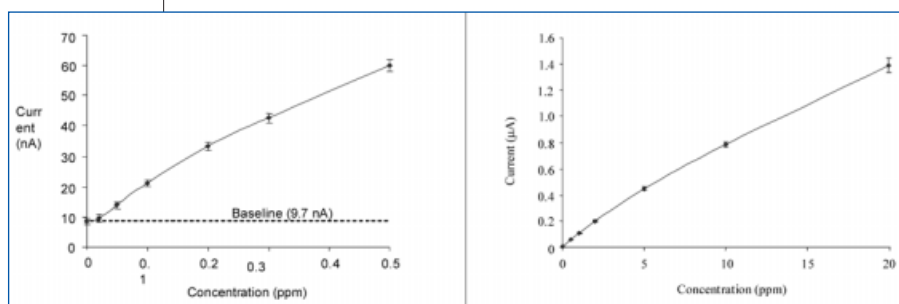 70
60
50
Curr
ent
(nA)
40
30
20
10
0
Baseline (9.7 nA)
0 0. 0.2 0.3 0.4 0.5
1
Concentration (ppm)
1.6
1.4
1.2
1.0
0.8
0.6
0.4
0.2
0
Current (μA)
0 5 10 15 20
Concentration (ppm)